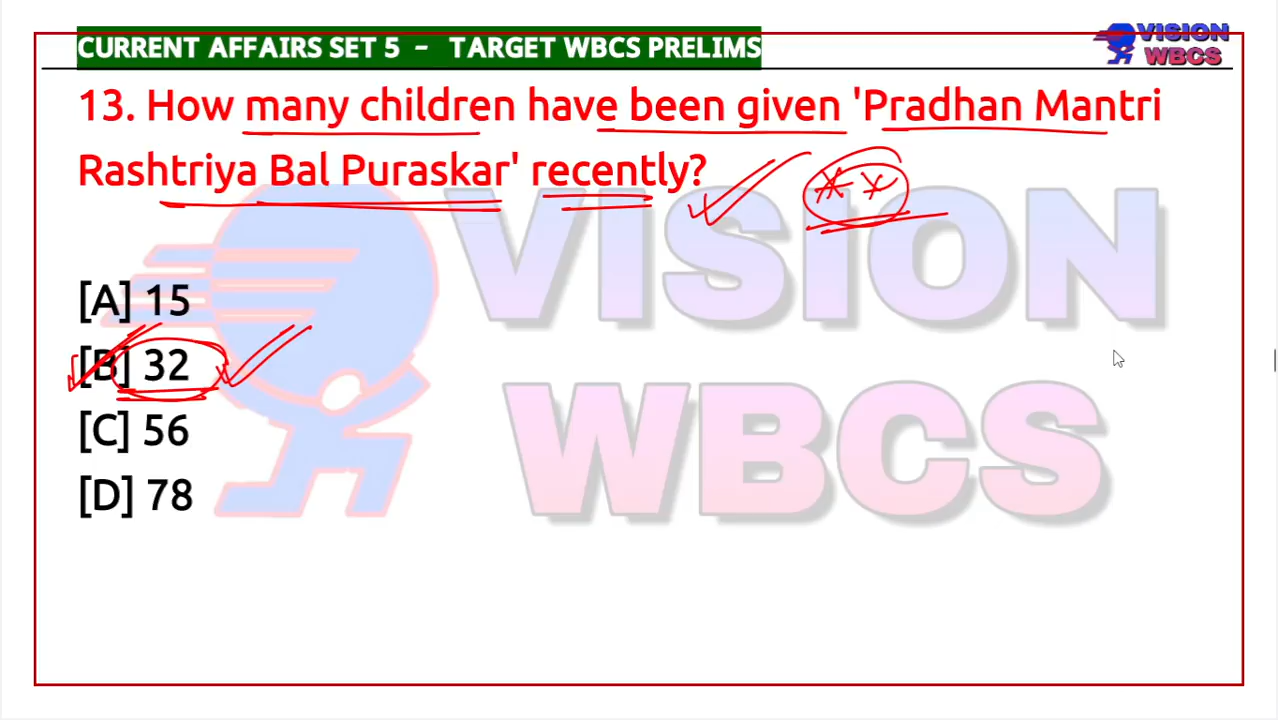 CURRENT AFFAIRS SET 5 - TARGET WBCS PRELIMS
VISION
WBCS
13. How many children have been given 'Pradhan Mantri
Rashtriya Bal Puraskar' recently?
[A] 15
[B] 32
[C] 56
[D] 78
VISION
WBCS